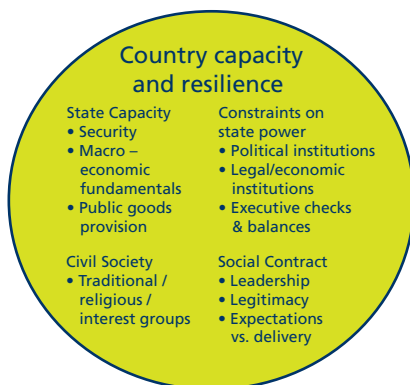 Country capacity
and resilience
State Capacity
• Security
• Macro –
economic
fundamentals
• Public goods
provision
Constraints on
state power
• Political institutions
• Legal/economic
institutions
• Executive checks
& balances
Civil Society
• Traditional /
religious /
interest groups
Social Contract
• Leadership
• Legitimacy
• Expectations
vs. delivery